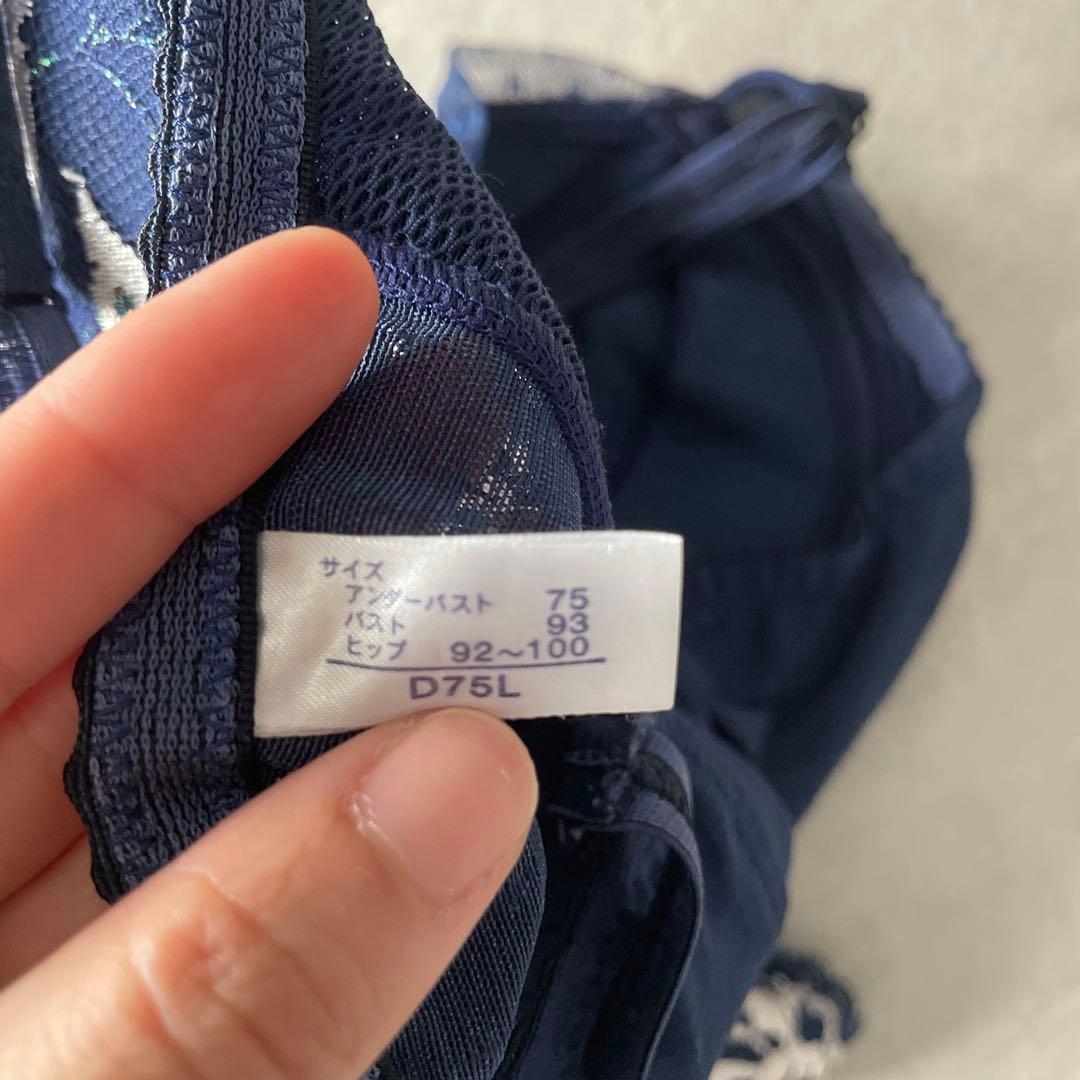 サイズ
アンダーバスト 75
バスト 93
ヒップ 92～100
D75L